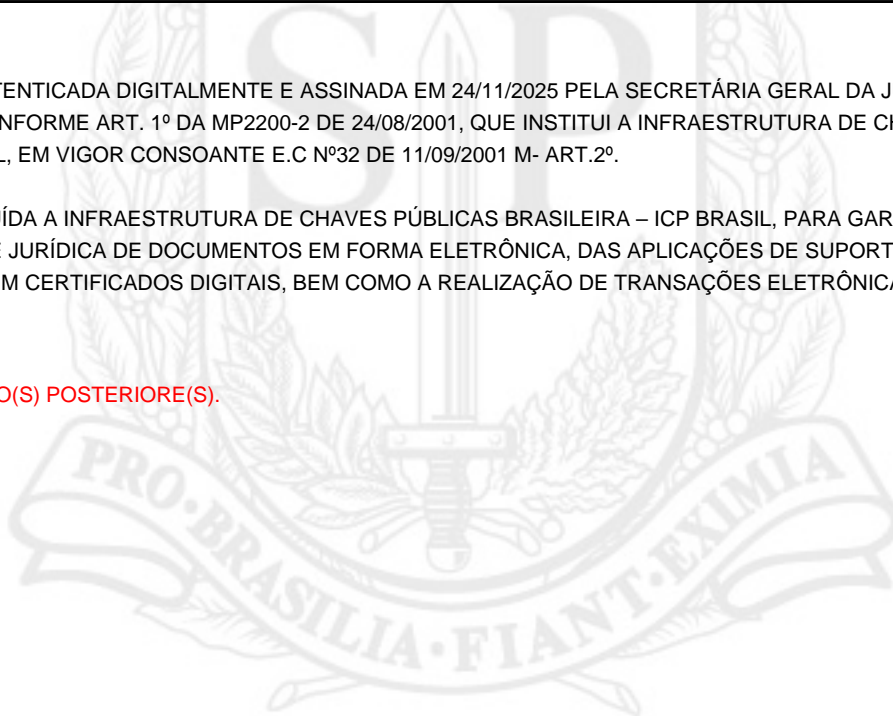 TENTICADA DIGITALMENTE E ASSINADA EM 24/11/2025 PELA SECRETÁRIA GERAL DA J
NFORME ART. 1º DA MP2200-2 DE 24/08/2001, QUE INSTITUI A INFRAESTRUTURA DE CH
L, EM VIGOR CONSOANTE E.C Nº32 DE 11/09/2001 M- ART.2º.
UÍDA A INFRAESTRUTURA DE CHAVES PÚBLICAS BRASILEIRA – ICP BRASIL, PARA GAR
E JURÍDICA DE DOCUMENTOS EM FORMA ELETRÔNICA, DAS APLICAÇÕES DE SUPORT
M CERTIFICADOS DIGITAIS, BEM COMO A REALIZAÇÃO DE TRANSAÇÕES ELETRÔNICA
O(S) POSTERIORE(S).
SP
PRO·BRASILIA·FIANT·EXIMIA